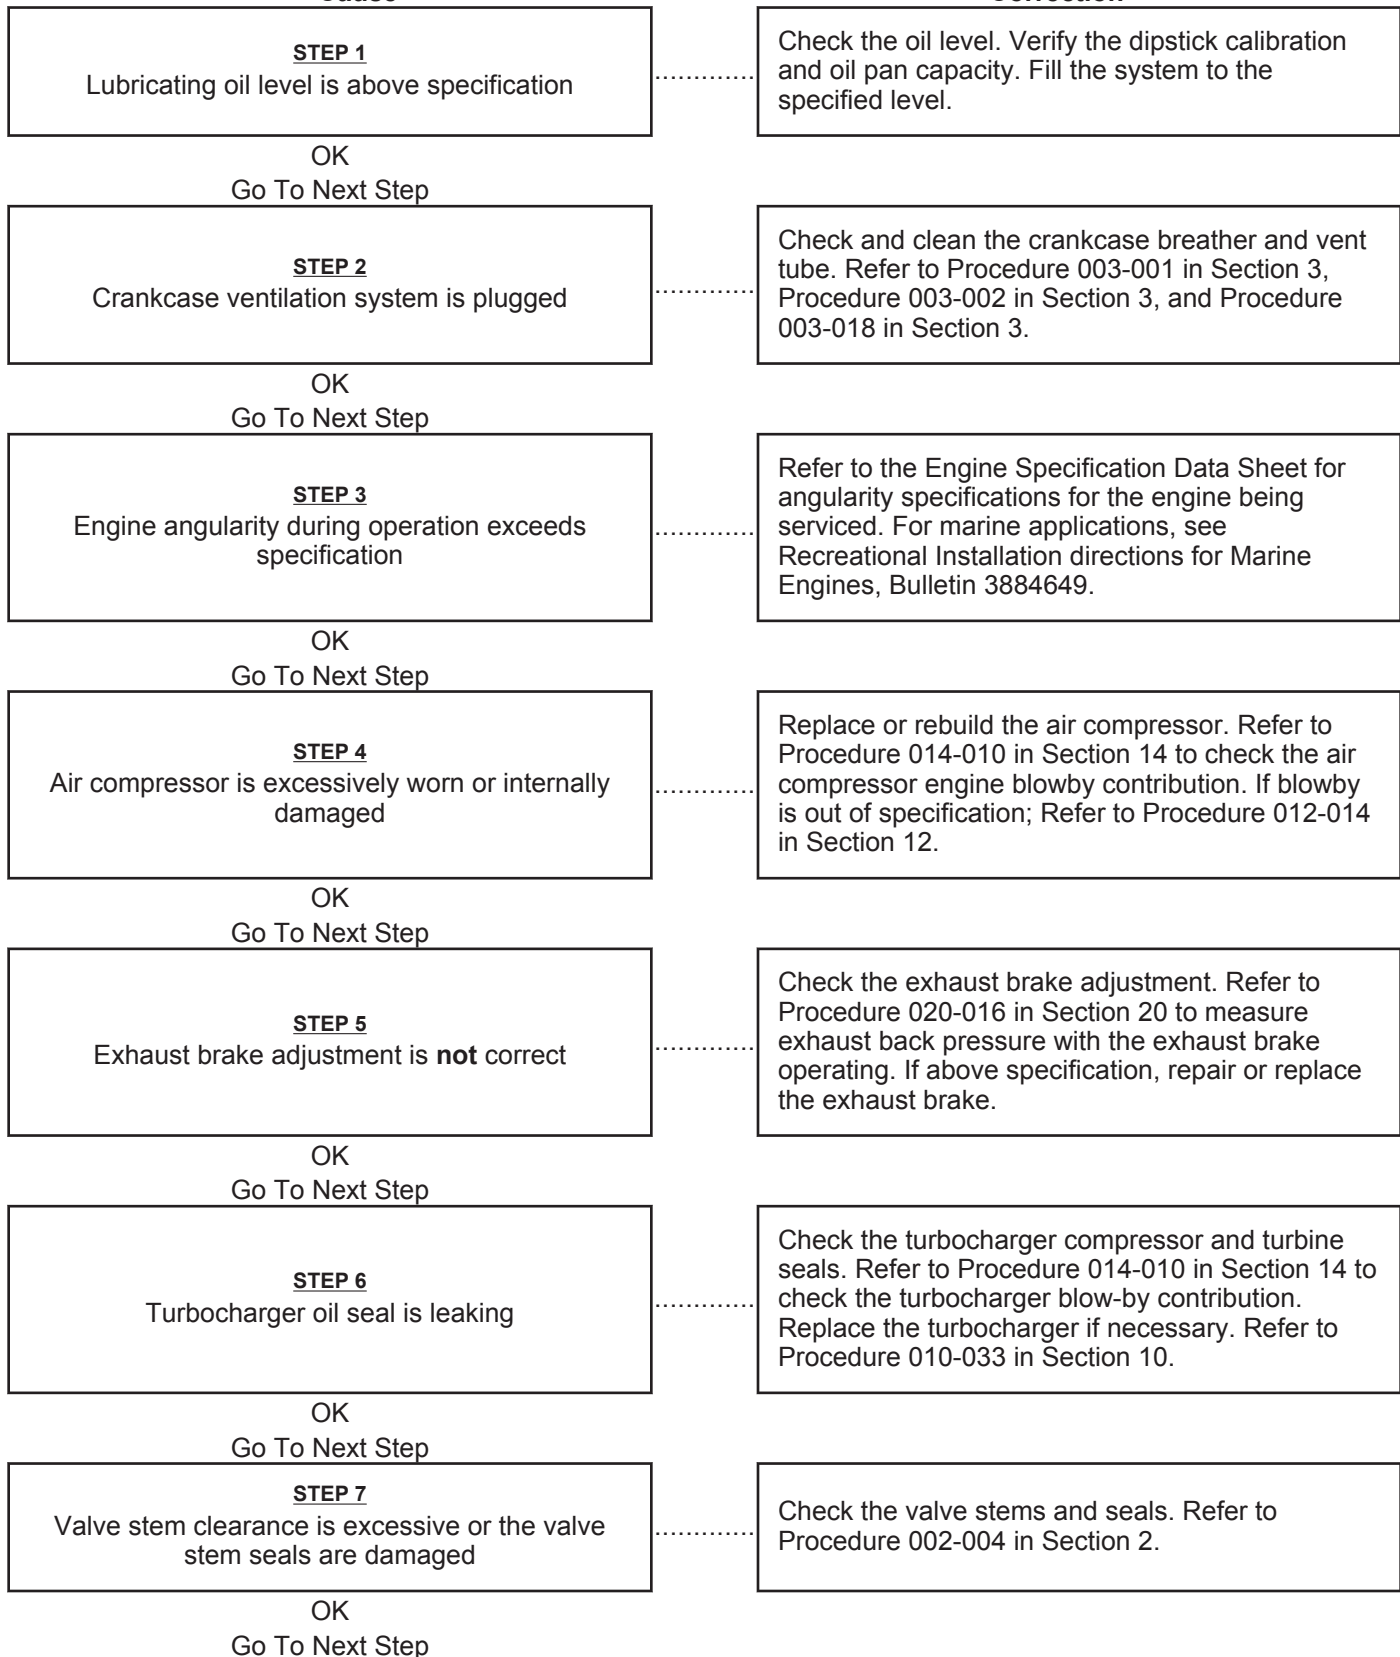 STEP 1
Lubricating oil level is above specification
.............
Check the oil level. Verify the dipstick calibration
and oil pan capacity. Fill the system to the
specified level.
OK
Go To Next Step
STEP 2
Crankcase ventilation system is plugged
.............
Check and clean the crankcase breather and vent
tube. Refer to Procedure 003-001 in Section 3,
Procedure 003-002 in Section 3, and Procedure
003-018 in Section 3.
OK
Go To Next Step
STEP 3
Engine angularity during operation exceeds
specification
.............
Refer to the Engine Specification Data Sheet for
angularity specifications for the engine being
serviced. For marine applications, see
Recreational Installation directions for Marine
Engines, Bulletin 3884649.
OK
Go To Next Step
STEP 4
Air compressor is excessively worn or internally
damaged
.............
Replace or rebuild the air compressor. Refer to
Procedure 014-010 in Section 14 to check the air
compressor engine blowby contribution. If blowby
is out of specification; Refer to Procedure 012-014
in Section 12.
OK
Go To Next Step
STEP 5
Exhaust brake adjustment is not correct
.............
Check the exhaust brake adjustment. Refer to
Procedure 020-016 in Section 20 to measure
exhaust back pressure with the exhaust brake
operating. If above specification, repair or replace
the exhaust brake.
OK
Go To Next Step
STEP 6
Turbocharger oil seal is leaking
.............
Check the turbocharger compressor and turbine
seals. Refer to Procedure 014-010 in Section 14 to
check the turbocharger blow-by contribution.
Replace the turbocharger if necessary. Refer to
Procedure 010-033 in Section 10.
OK
Go To Next Step
STEP 7
Valve stem clearance is excessive or the valve
stem seals are damaged
.............
Check the valve stems and seals. Refer to
Procedure 002-004 in Section 2.
OK
Go To Next Step